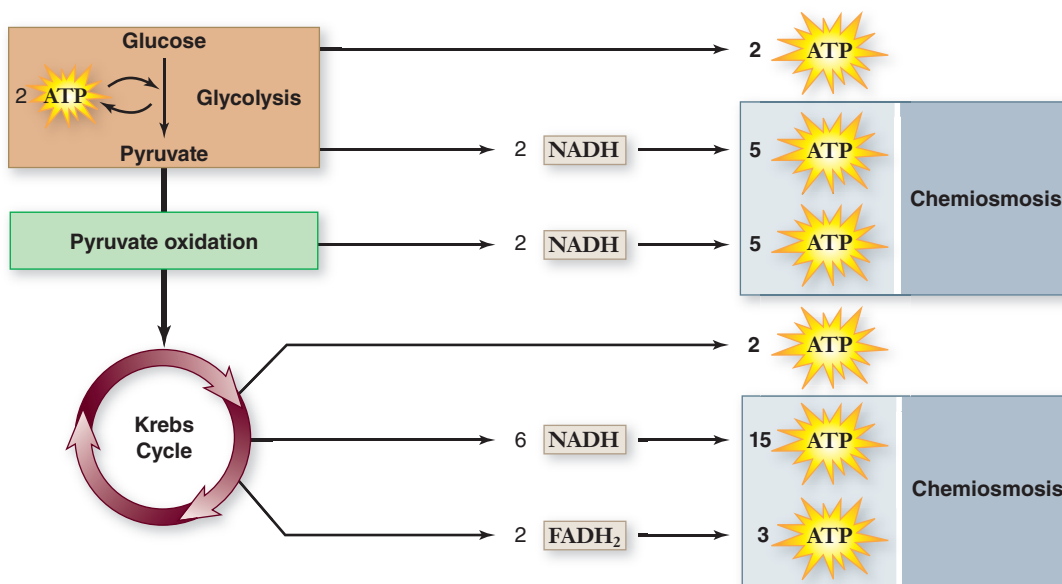 Glucose
2 ATP
Glycolysis
Pyruvate
2 ATP
2 NADH
5 ATP
Chemiosmosis
Pyruvate oxidation
2 NADH
5 ATP
Krebs
Cycle
2 ATP
6 NADH
15 ATP
Chemiosmosis
2 FADH₂
3 ATP